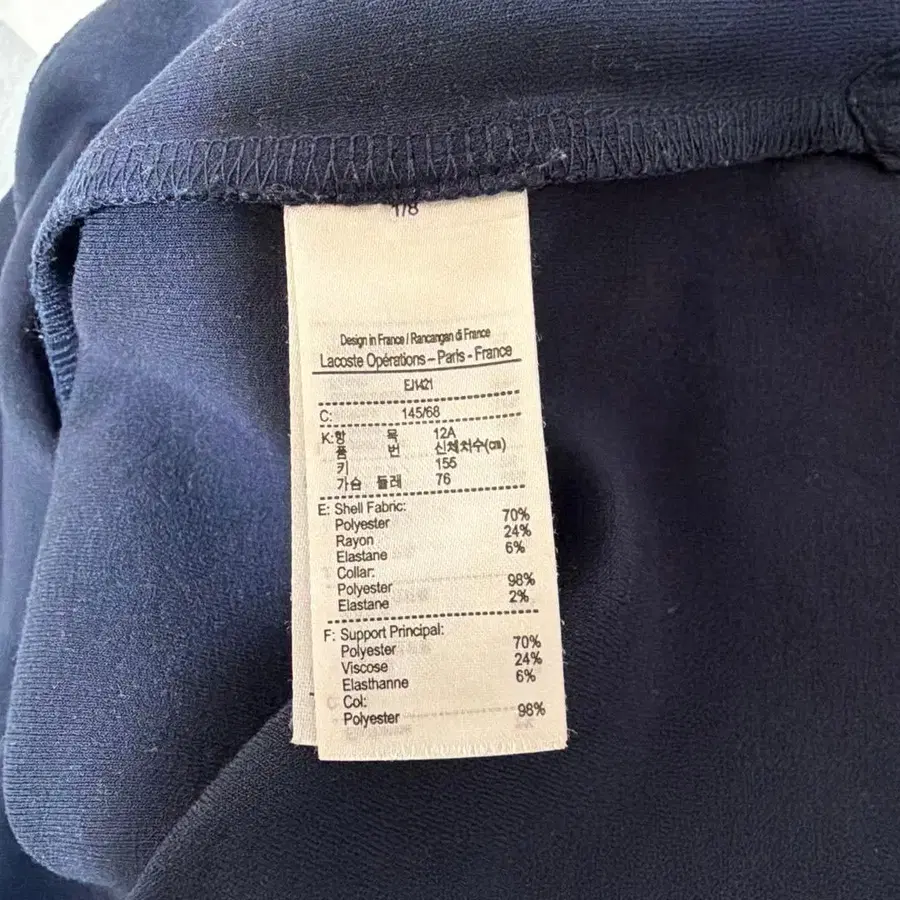 1/8
Design in France / Rancangan di France
Lacoste Opérations – Paris - France
EJ1421
C: 145/68
K: 항 목 12A
품 번 신체치수(cm)
키 155
가슴 둘레 76
E: Shell Fabric:
Polyester 70%
Rayon 24%
Elastane 6%
Collar:
Polyester 98%
Elastane 2%
F: Support Principal:
Polyester 70%
Viscose 24%
Elasthanne 6%
Col:
Polyester 98%